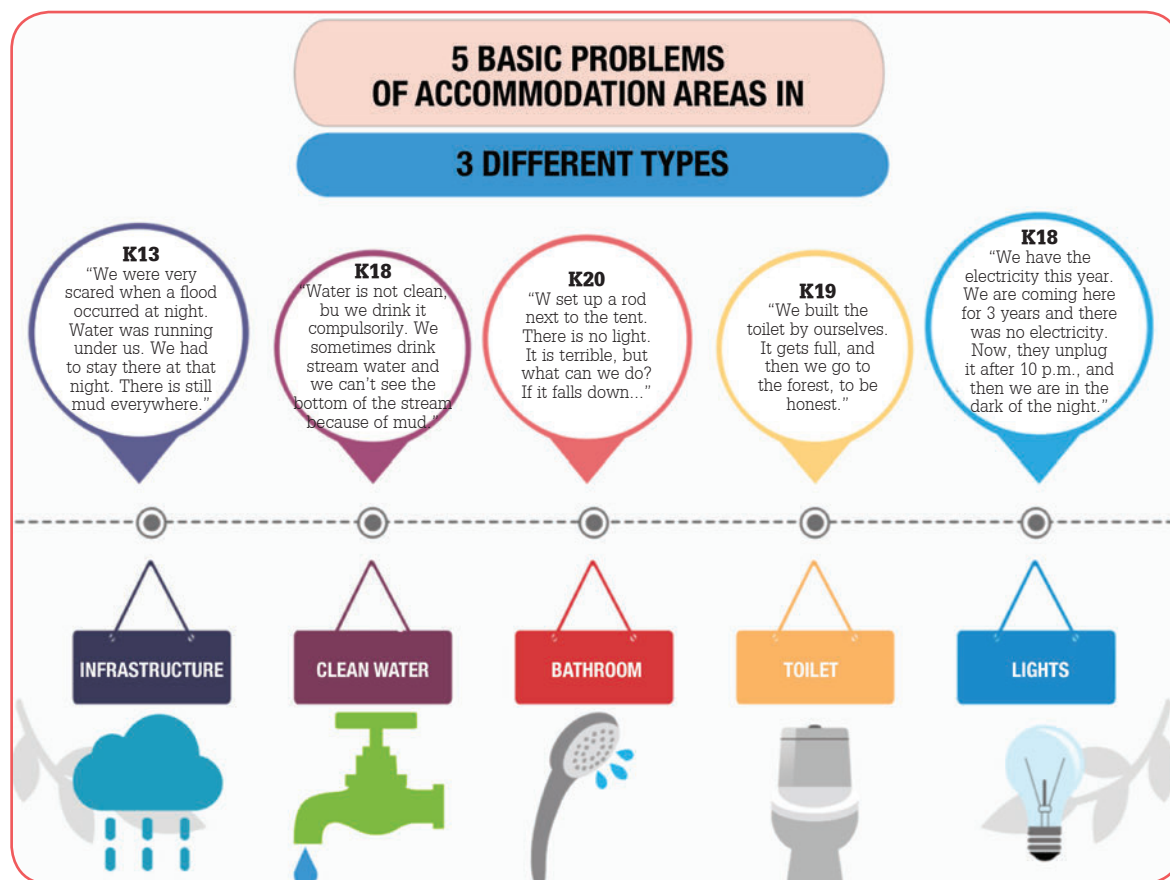 5 BASIC PROBLEMS
OF ACCOMMODATION AREAS IN
3 DIFFERENT TYPES
K13
“We were very
scared when a flood
occurred at night.
Water was running
under us. We had
to stay there at that
night. There is still
mud everywhere.”
K18
“Water is not clean,
bu we drink it
compulsorily. We
sometimes drink
stream water and
we can’t see the
bottom of the stream
because of mud.”
K20
“W set up a rod
next to the tent.
There is no light.
It is terrible, but
what can we do?
If it falls down...”
K19
“We built the
toilet by ourselves.
It gets full, and
then we go to
the forest, to be
honest.”
K18
“We have the
electricity this year.
We are coming here
for 3 years and there
was no electricity.
Now, they unplug
it after 10 p.m., and
then we are in the
dark of the night.”
INFRASTRUCTURE
CLEAN WATER
BATHROOM
TOILET
LIGHTS